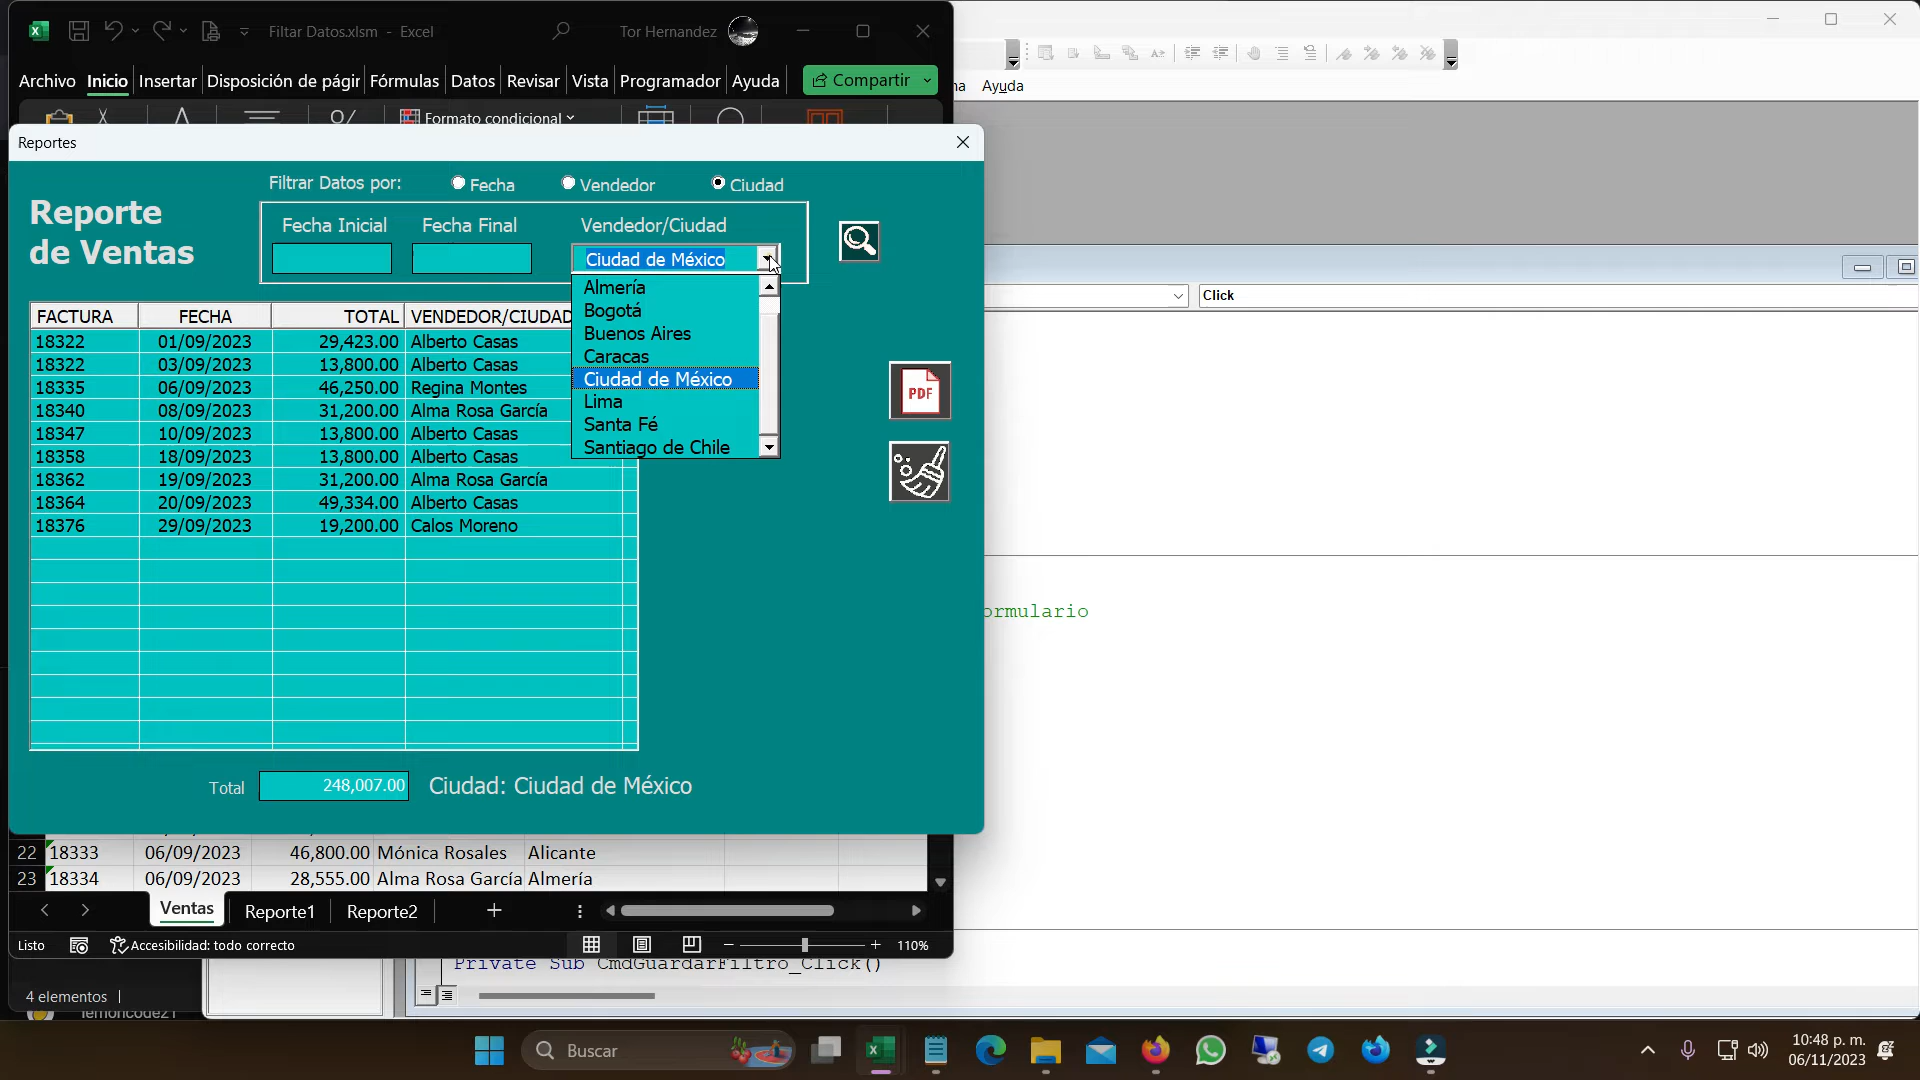 Filtar Datos.xlsm - Excel
Tor Hernandez
Archivo Inicio Insertar Disposición de págir Fórmulas Datos Revisar Vista Programador Ayuda Compartir
na Ayuda
Formato condicional
Reportes
Filtrar Datos por: Fecha Vendedor Ciudad
Reporte
de Ventas
Fecha Inicial Fecha Final Vendedor/Ciudad
Ciudad de México
Almería
Bogotá
Buenos Aires
Caracas
Ciudad de México
Lima
Santa Fé
Santiago de Chile
Click
FACTURA FECHA TOTAL VENDEDOR/CIUDAD
18322 01/09/2023 29,423.00 Alberto Casas
18322 03/09/2023 13,800.00 Alberto Casas
18335 06/09/2023 46,250.00 Regina Montes
18340 08/09/2023 31,200.00 Alma Rosa García
18347 10/09/2023 13,800.00 Alberto Casas
18358 18/09/2023 13,800.00 Alberto Casas
18362 19/09/2023 31,200.00 Alma Rosa García
18364 20/09/2023 49,334.00 Alberto Casas
18376 29/09/2023 19,200.00 Calos Moreno
PDF
ormulario
Total 248,007.00 Ciudad: Ciudad de México
22 18333 06/09/2023 46,800.00 Mónica Rosales Alicante
23 18334 06/09/2023 28,555.00 Alma Rosa García Almería
Ventas Reporte1 Reporte2
Listo Accesibilidad: todo correcto 110%
Private Sub CmdGuardarFiltro_Click()
4 elementos
lemoncode21
Buscar
10:48 p. m.
06/11/2023